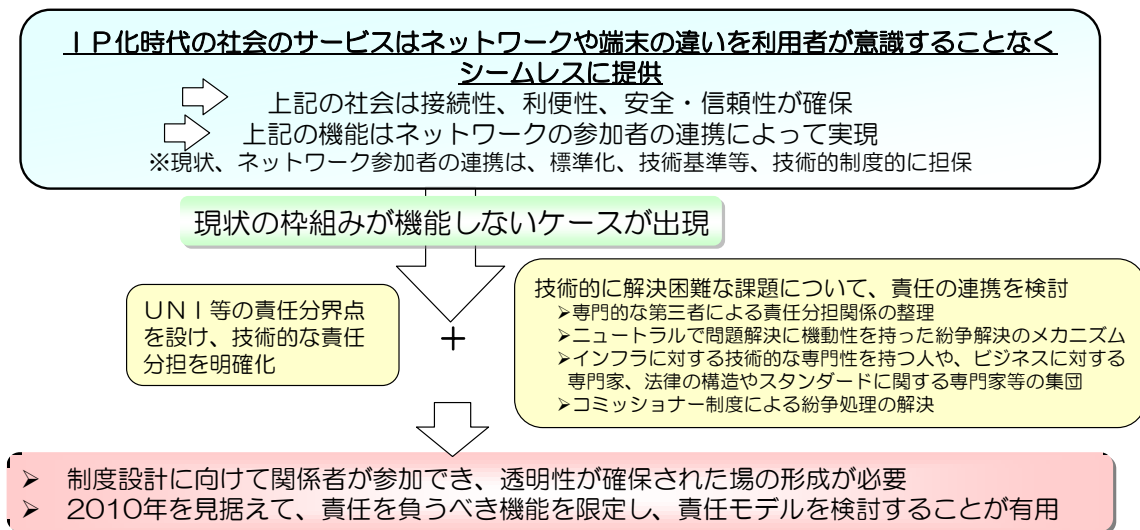 ＩＰ化時代の社会のサービスはネットワークや端末の違いを利用者が意識することなく
シームレスに提供
上記の社会は接続性、利便性、安全・信頼性が確保
上記の機能はネットワークの参加者の連携によって実現
※現状、ネットワーク参加者の連携は、標準化、技術基準等、技術的制度的に担保
現状の枠組みが機能しないケースが出現
ＵＮＩ等の責任分界点
を設け、技術的な責任
分担を明確化
＋
技術的に解決困難な課題について、責任の連携を検討
➢専門的な第三者による責任分担関係の整理
➢ニュートラルで問題解決に機動性を持った紛争解決のメカニズム
➢インフラに対する技術的な専門性を持つ人や、ビジネスに対する
専門家、法律の構造やスタンダードに関する専門家等の集団
➢コミッショナー制度による紛争処理の解決
➢ 制度設計に向けて関係者が参加でき、透明性が確保された場の形成が必要
➢ 2010年を見据えて、責任を負うべき機能を限定し、責任モデルを検討することが有用